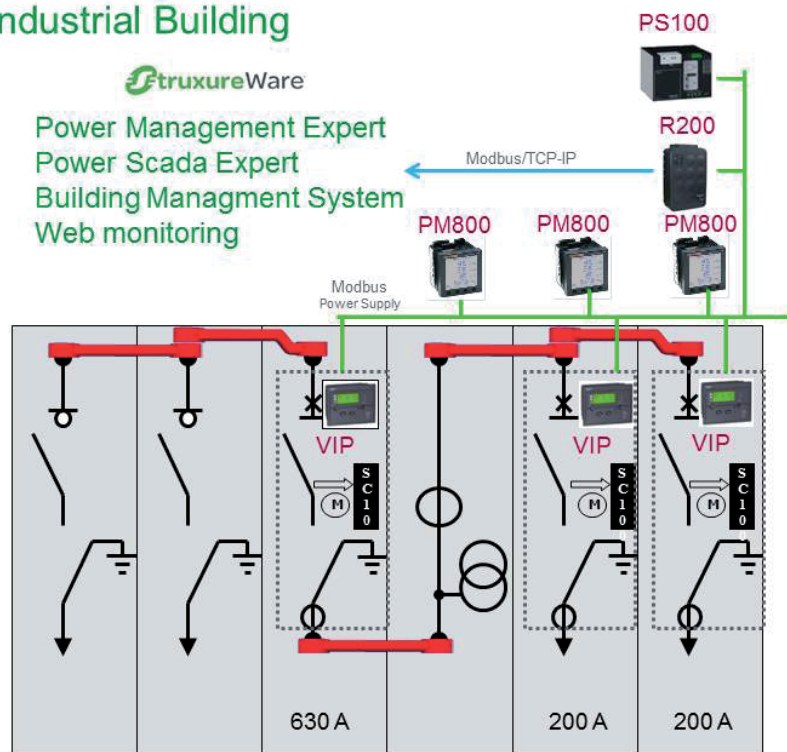 ndustrial Building
StruxureWare
Power Management Expert
Power Scada Expert
Building Managment System
Web monitoring
PS100
R200
Modbus/TCP-IP
PM800
PM800
PM800
Modbus
Power Supply
VIP
VIP
VIP
M
SC10
M
SC10
M
SC10
630 A
200 A
200 A